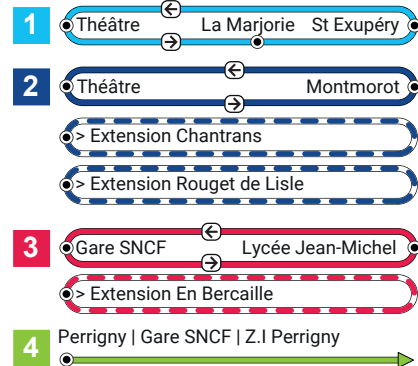 1 Théâtre La Marjorie St Exupéry
2 Théâtre Montmorot
> Extension Chantrans
> Extension Rouget de Lisle
3 Gare SNCF Lycée Jean-Michel
> Extension En Bercaille
4 Perrigny | Gare SNCF | Z.I Perrigny